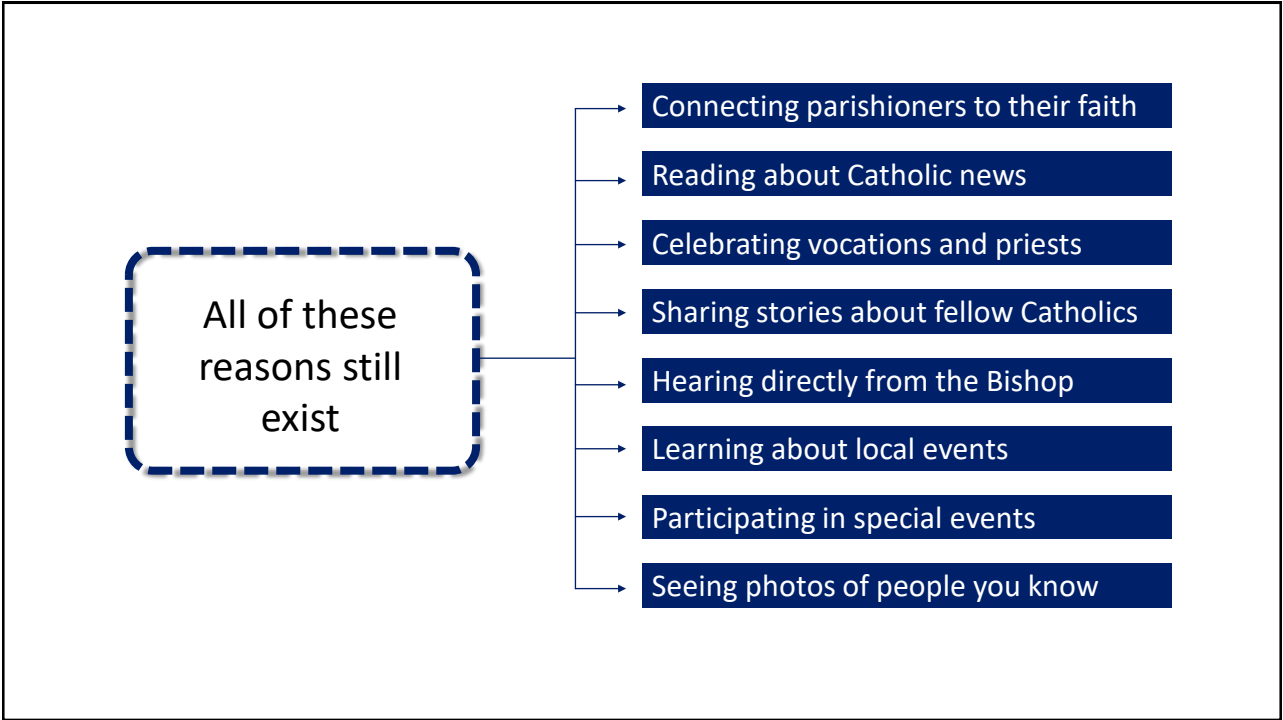 All of these
reasons still
exist
Connecting parishioners to their faith
Reading about Catholic news
Celebrating vocations and priests
Sharing stories about fellow Catholics
Hearing directly from the Bishop
Learning about local events
Participating in special events
Seeing photos of people you know